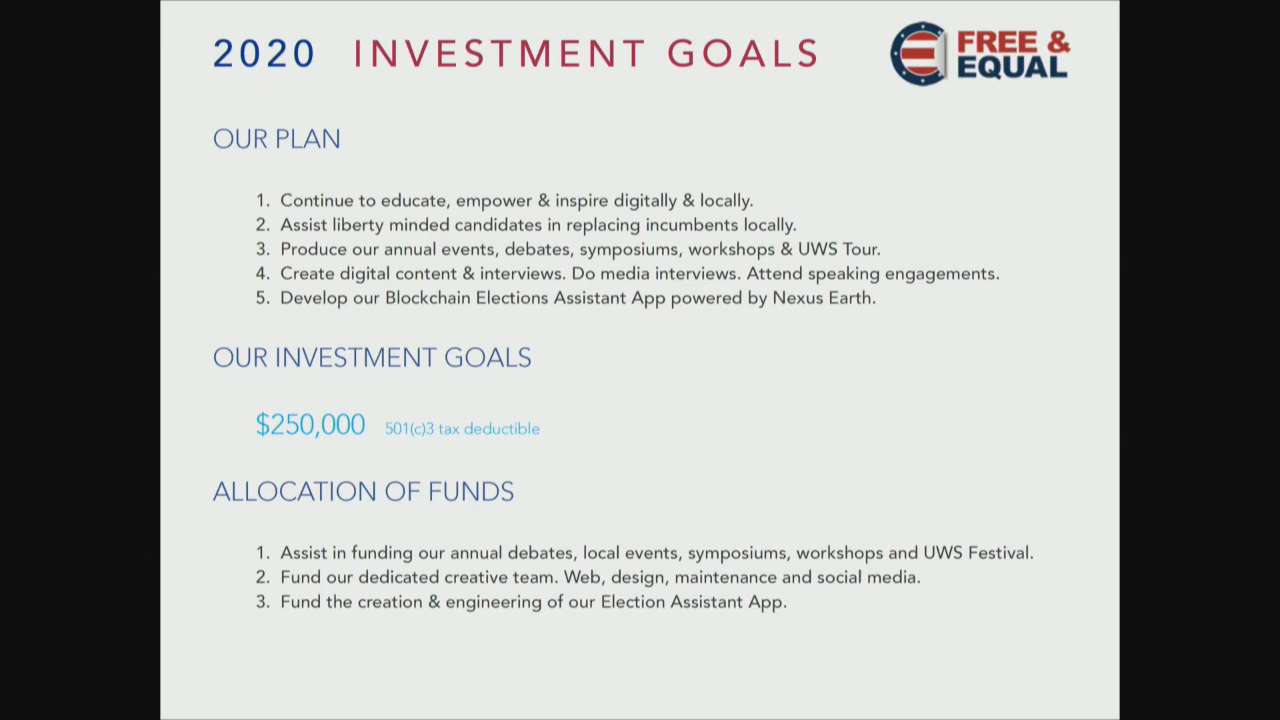 2020 INVESTMENT GOALS
FREE &
EQUAL
OUR PLAN
1. Continue to educate, empower & inspire digitally & locally.
2. Assist liberty minded candidates in replacing incumbents locally.
3. Produce our annual events, debates, symposiums, workshops & UWS Tour.
4. Create digital content & interviews. Do media interviews. Attend speaking engagements.
5. Develop our Blockchain Elections Assistant App powered by Nexus Earth.
OUR INVESTMENT GOALS
$250,000 501(c)3 tax deductible
ALLOCATION OF FUNDS
1. Assist in funding our annual debates, local events, symposiums, workshops and UWS Festival.
2. Fund our dedicated creative team. Web, design, maintenance and social media.
3. Fund the creation & engineering of our Election Assistant App.